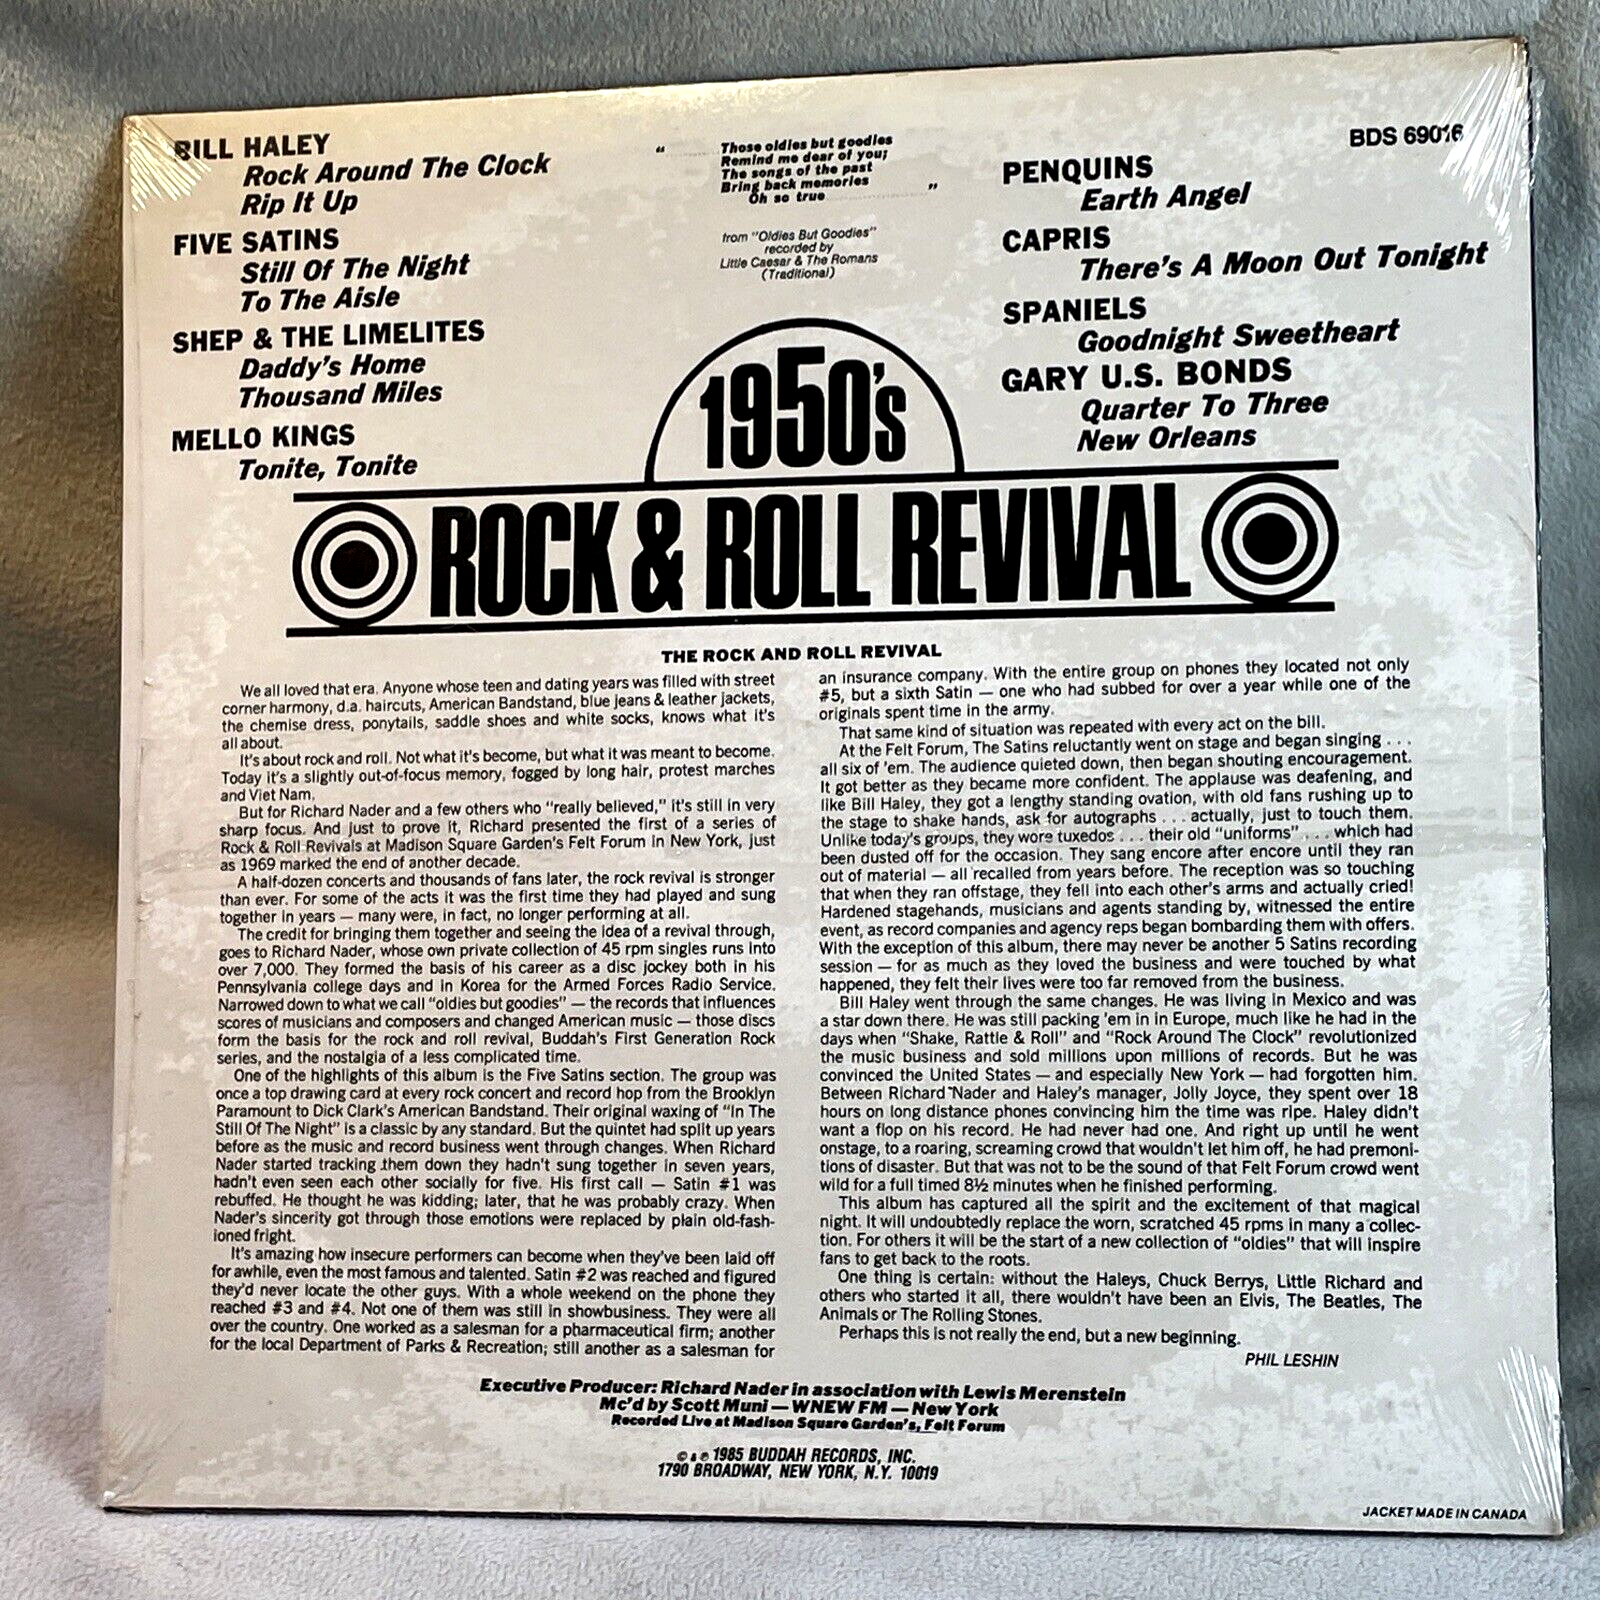 BILL HALEY
Rock Around The Clock
Rip It Up
FIVE SATINS
Still Of The Night
To The Aisle
SHEP & THE LIMELITES
Daddy's Home
Thousand Miles
MELLO KINGS
Tonite, Tonite
“ Those oldies but goodies
Remind me dear of you;
The songs of the past
Bring back memories
Oh so true ”
from "Oldies But Goodies"
recorded by
Little Caesar & The Romans
(Traditional)
BDS 69016
PENQUINS
Earth Angel
CAPRIS
There's A Moon Out Tonight
SPANIELS
Goodnight Sweetheart
GARY U.S. BONDS
Quarter To Three
New Orleans
1950's
ROCK & ROLL REVIVAL
THE ROCK AND ROLL REVIVAL
We all loved that era. Anyone whose teen and dating years was filled with street
corner harmony, d.a. haircuts, American Bandstand, blue jeans & leather jackets,
the chemise dress, ponytails, saddle shoes and white socks, knows what it's
all about.
It's about rock and roll. Not what it's become, but what it was meant to become.
Today it's a slightly out-of-focus memory, fogged by long hair, protest marches
and Viet Nam.
But for Richard Nader and a few others who "really believed," it's still in very
sharp focus. And just to prove it, Richard presented the first of a series of
Rock & Roll Revivals at Madison Square Garden's Felt Forum in New York, just
as 1969 marked the end of another decade.
A half-dozen concerts and thousands of fans later, the rock revival is stronger
than ever. For some of the acts it was the first time they had played and sung
together in years — many were, in fact, no longer performing at all.
The credit for bringing them together and seeing the idea of a revival through,
goes to Richard Nader, whose own private collection of 45 rpm singles runs into
over 7,000. They formed the basis of his career as a disc jockey both in his
Pennsylvania college days and in Korea for the Armed Forces Radio Service.
Narrowed down to what we call "oldies but goodies" — the records that influences
scores of musicians and composers and changed American music — those discs
form the basis for the rock and roll revival, Buddah's First Generation Rock
series, and the nostalgia of a less complicated time.
One of the highlights of this album is the Five Satins section. The group was
once a top drawing card at every rock concert and record hop from the Brooklyn
Paramount to Dick Clark's American Bandstand. Their original waxing of "In The
Still Of The Night" is a classic by any standard. But the quintet had split up years
before as the music and record business went through changes. When Richard
Nader started tracking them down they hadn't sung together in seven years,
hadn't even seen each other socially for five. His first call — Satin #1 was
rebuffed. He thought he was kidding; later, that he was probably crazy. When
Nader's sincerity got through those emotions were replaced by plain old-fash-
ioned fright.
It's amazing how insecure performers can become when they've been laid off
for awhile, even the most famous and talented. Satin #2 was reached and figured
they'd never locate the other guys. With a whole weekend on the phone they
reached #3 and #4. Not one of them was still in showbusiness. They were all
over the country. One worked as a salesman for a pharmaceutical firm; another
for the local Department of Parks & Recreation; still another as a salesman for
an insurance company. With the entire group on phones they located not only
#5, but a sixth Satin — one who had subbed for over a year while one of the
originals spent time in the army.
That same kind of situation was repeated with every act on the bill.
At the Felt Forum, The Satins reluctantly went on stage and began singing . . .
all six of 'em. The audience quieted down, then began shouting encouragement.
It got better as they became more confident. The applause was deafening, and
like Bill Haley, they got a lengthy standing ovation, with old fans rushing up to
the stage to shake hands, ask for autographs . . . actually, just to touch them.
Unlike today's groups, they wore tuxedos . . . their old "uniforms" . . . which had
been dusted off for the occasion. They sang encore after encore until they ran
out of material — all recalled from years before. The reception was so touching
that when they ran offstage, they fell into each other's arms and actually cried!
Hardened stagehands, musicians and agents standing by, witnessed the entire
event, as record companies and agency reps began bombarding them with offers.
With the exception of this album, there may never be another 5 Satins recording
session — for as much as they loved the business and were touched by what
happened, they felt their lives were too far removed from the business.
Bill Haley went through the same changes. He was living in Mexico and was
a star down there. He was still packing 'em in in Europe, much like he had in the
days when "Shake, Rattle & Roll" and "Rock Around The Clock" revolutionized
the music business and sold millions upon millions of records. But he was
convinced the United States — and especially New York — had forgotten him.
Between Richard Nader and Haley's manager, Jolly Joyce, they spent over 18
hours on long distance phones convincing him the time was ripe. Haley didn't
want a flop on his record. He had never had one. And right up until he went
onstage, to a roaring, screaming crowd that wouldn't let him off, he had premoni-
tions of disaster. But that was not to be the sound of that Felt Forum crowd went
wild for a full timed 8½ minutes when he finished performing.
This album has captured all the spirit and the excitement of that magical
night. It will undoubtedly replace the worn, scratched 45 rpms in many a collec-
tion. For others it will be the start of a new collection of "oldies" that will inspire
fans to get back to the roots.
One thing is certain: without the Haleys, Chuck Berrys, Little Richard and
others who started it all, there wouldn't have been an Elvis, The Beatles, The
Animals or The Rolling Stones.
Perhaps this is not really the end, but a new beginning.
PHIL LESHIN
Executive Producer: Richard Nader in association with Lewis Merenstein
Mc'd by Scott Muni — WNEW FM — New York
Recorded Live at Madison Square Garden's, Felt Forum
© & ℗ 1985 BUDDAH RECORDS, INC.
1790 BROADWAY, NEW YORK, N.Y. 10019
JACKET MADE IN CANADA